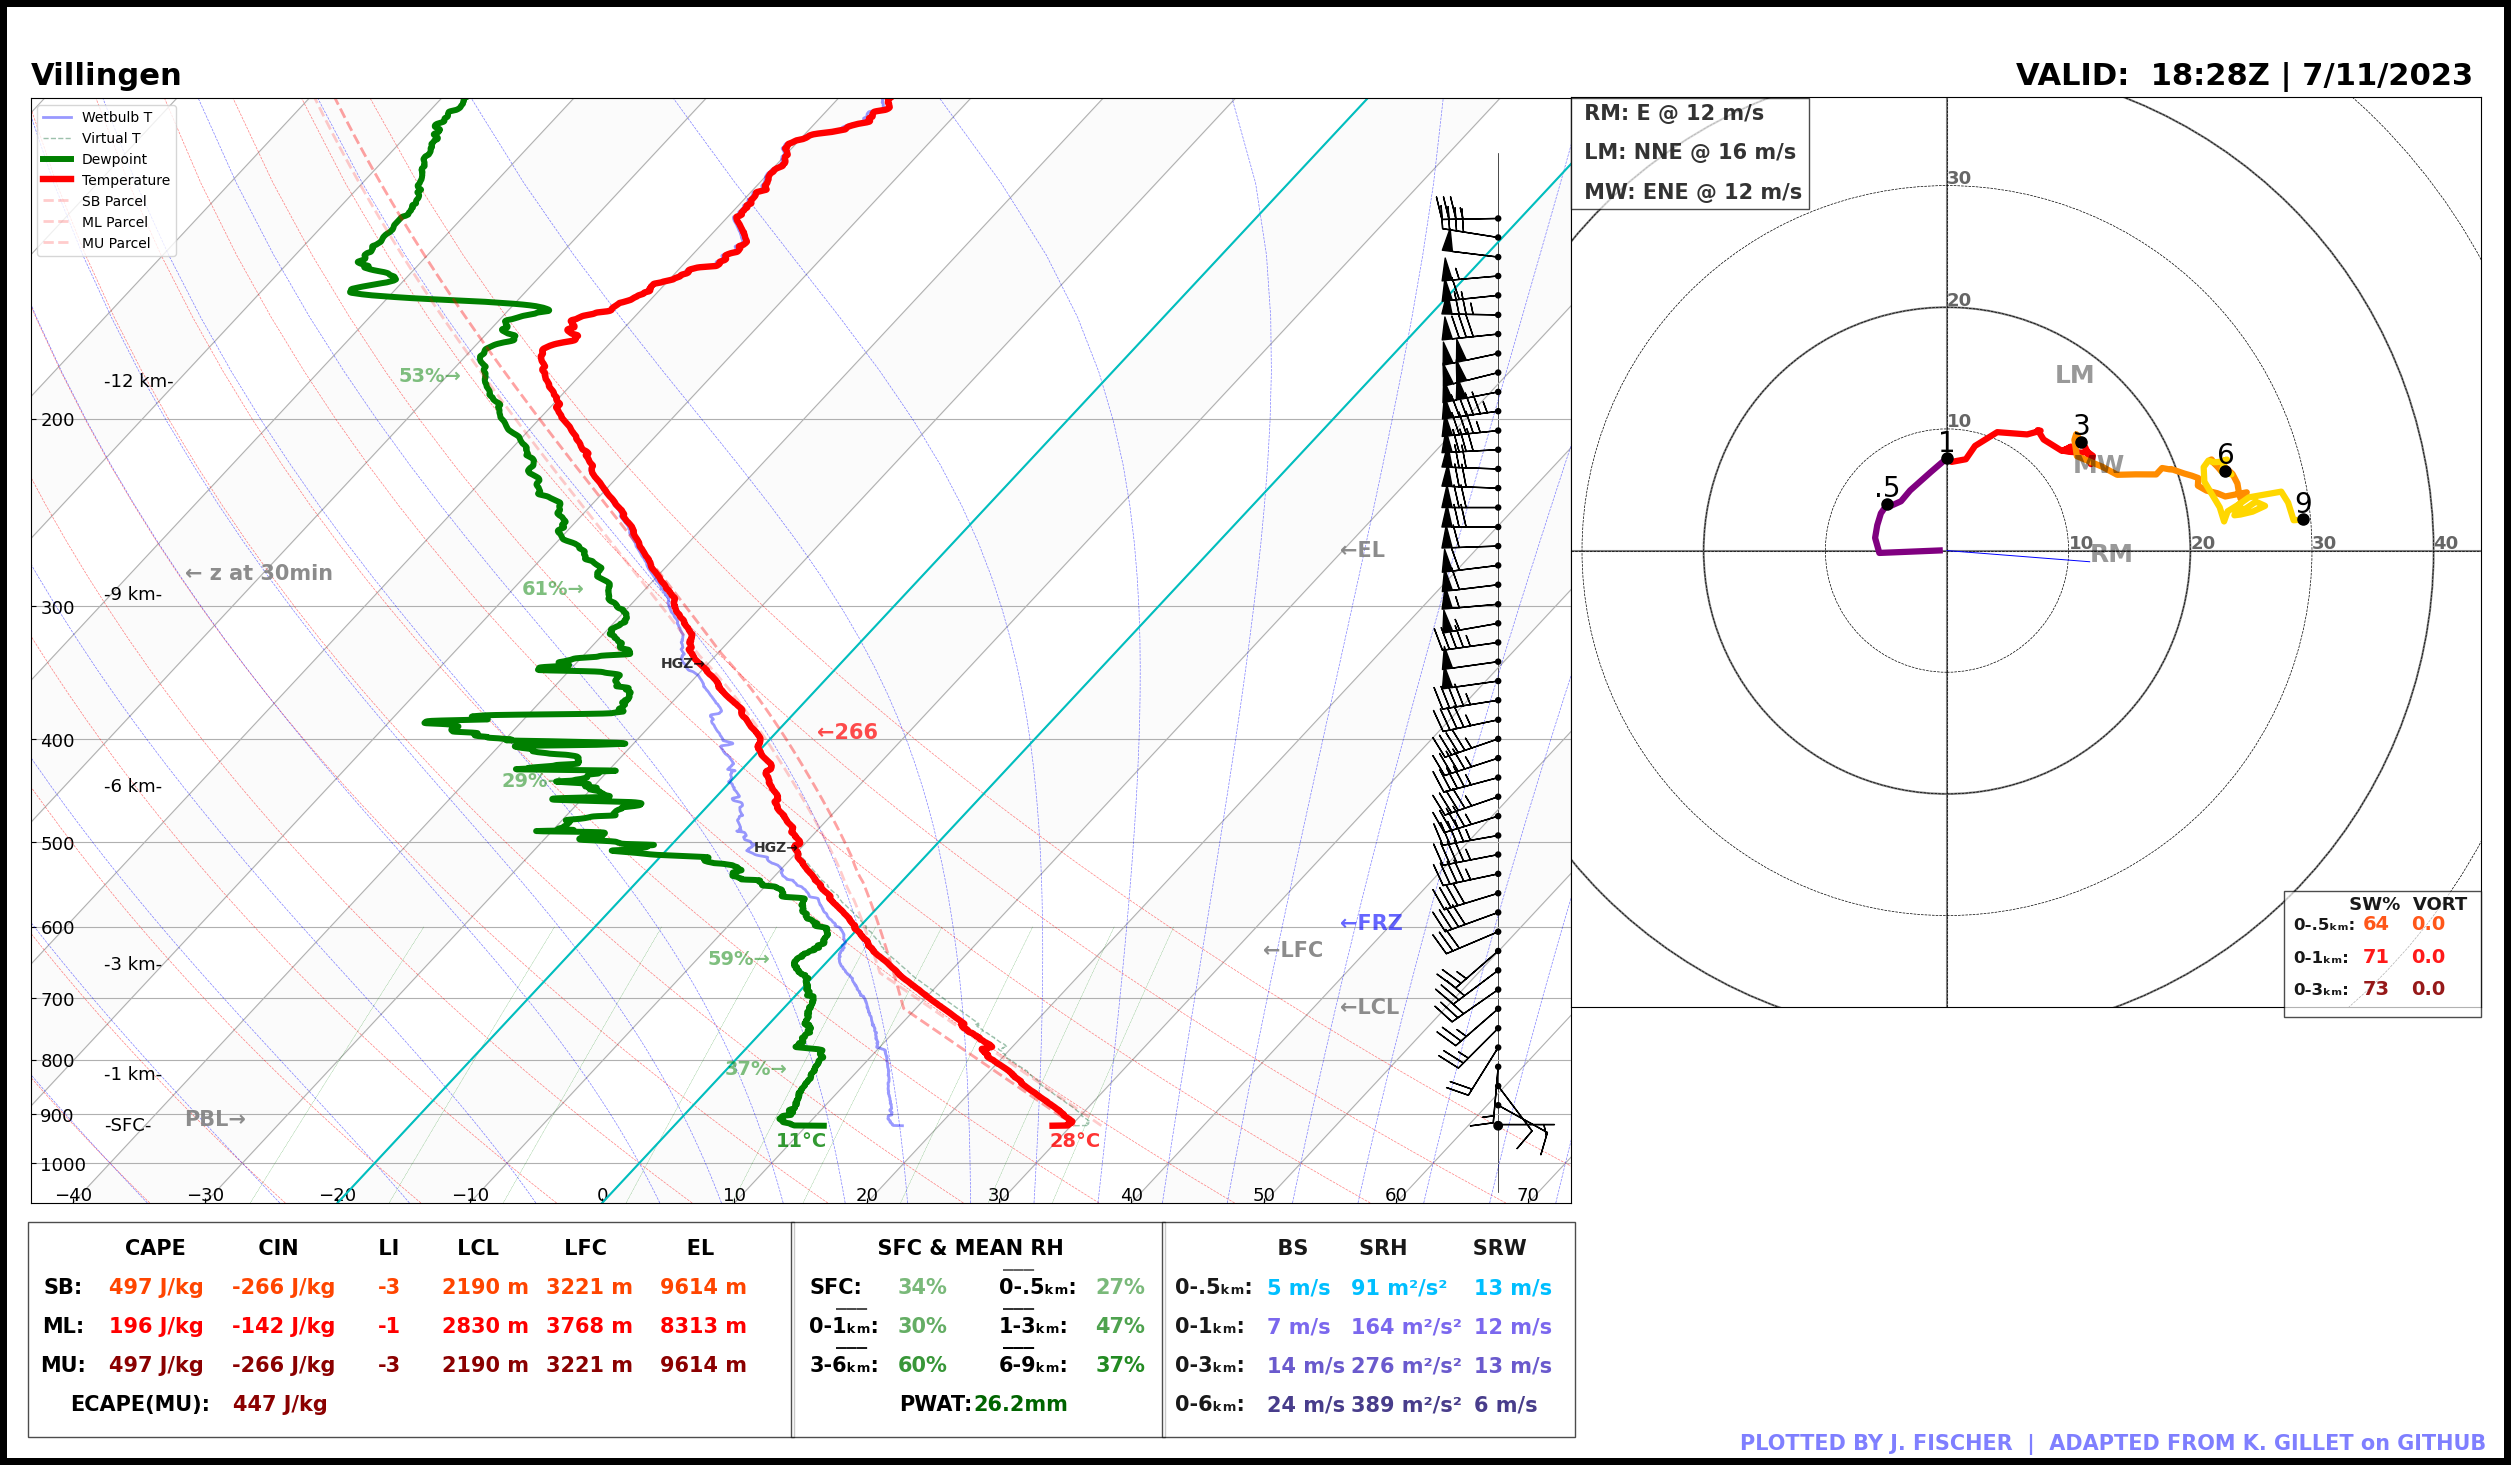 Villingen
VALID:  18:28Z | 7/11/2023
Wetbulb T
Virtual T
Dewpoint
Temperature
SB Parcel
ML Parcel
MU Parcel
RM: E @ 12 m/s
LM: NNE @ 16 m/s
MW: ENE @ 12 m/s
30
20
LM
10
3
1
MW
6
.5
9
10
RM
20
30
40
53%→
-12 km-
200
←EL
← z at 30min
61%→
-9 km-
300
HGZ→
←266
400
29%→
-6 km-
500
HGZ→
600
←FRZ
←LFC
59%→
-3 km-
700
←LCL
800
37%→
-1 km-
900
PBL→
-SFC-
11°C
28°C
1000
−40 −30 −20 −10 0 10 20 30 40 50 60 70
SW% VORT
0-.5km: 64 0.0
0-1km: 71 0.0
0-3km: 73 0.0
CAPE CIN LI LCL LFC EL
SB: 497 J/kg -266 J/kg -3 2190 m 3221 m 9614 m
ML: 196 J/kg -142 J/kg -1 2830 m 3768 m 8313 m
MU: 497 J/kg -266 J/kg -3 2190 m 3221 m 9614 m
ECAPE(MU): 447 J/kg
SFC & MEAN RH
SFC: 34% 0-.5km: 27%
0-1km: 30% 1-3km: 47%
3-6km: 60% 6-9km: 37%
PWAT: 26.2mm
BS SRH SRW
0-.5km: 5 m/s 91 m²/s² 13 m/s
0-1km: 7 m/s 164 m²/s² 12 m/s
0-3km: 14 m/s 276 m²/s² 13 m/s
0-6km: 24 m/s 389 m²/s² 6 m/s
PLOTTED BY J. FISCHER  |  ADAPTED FROM K. GILLET on GITHUB